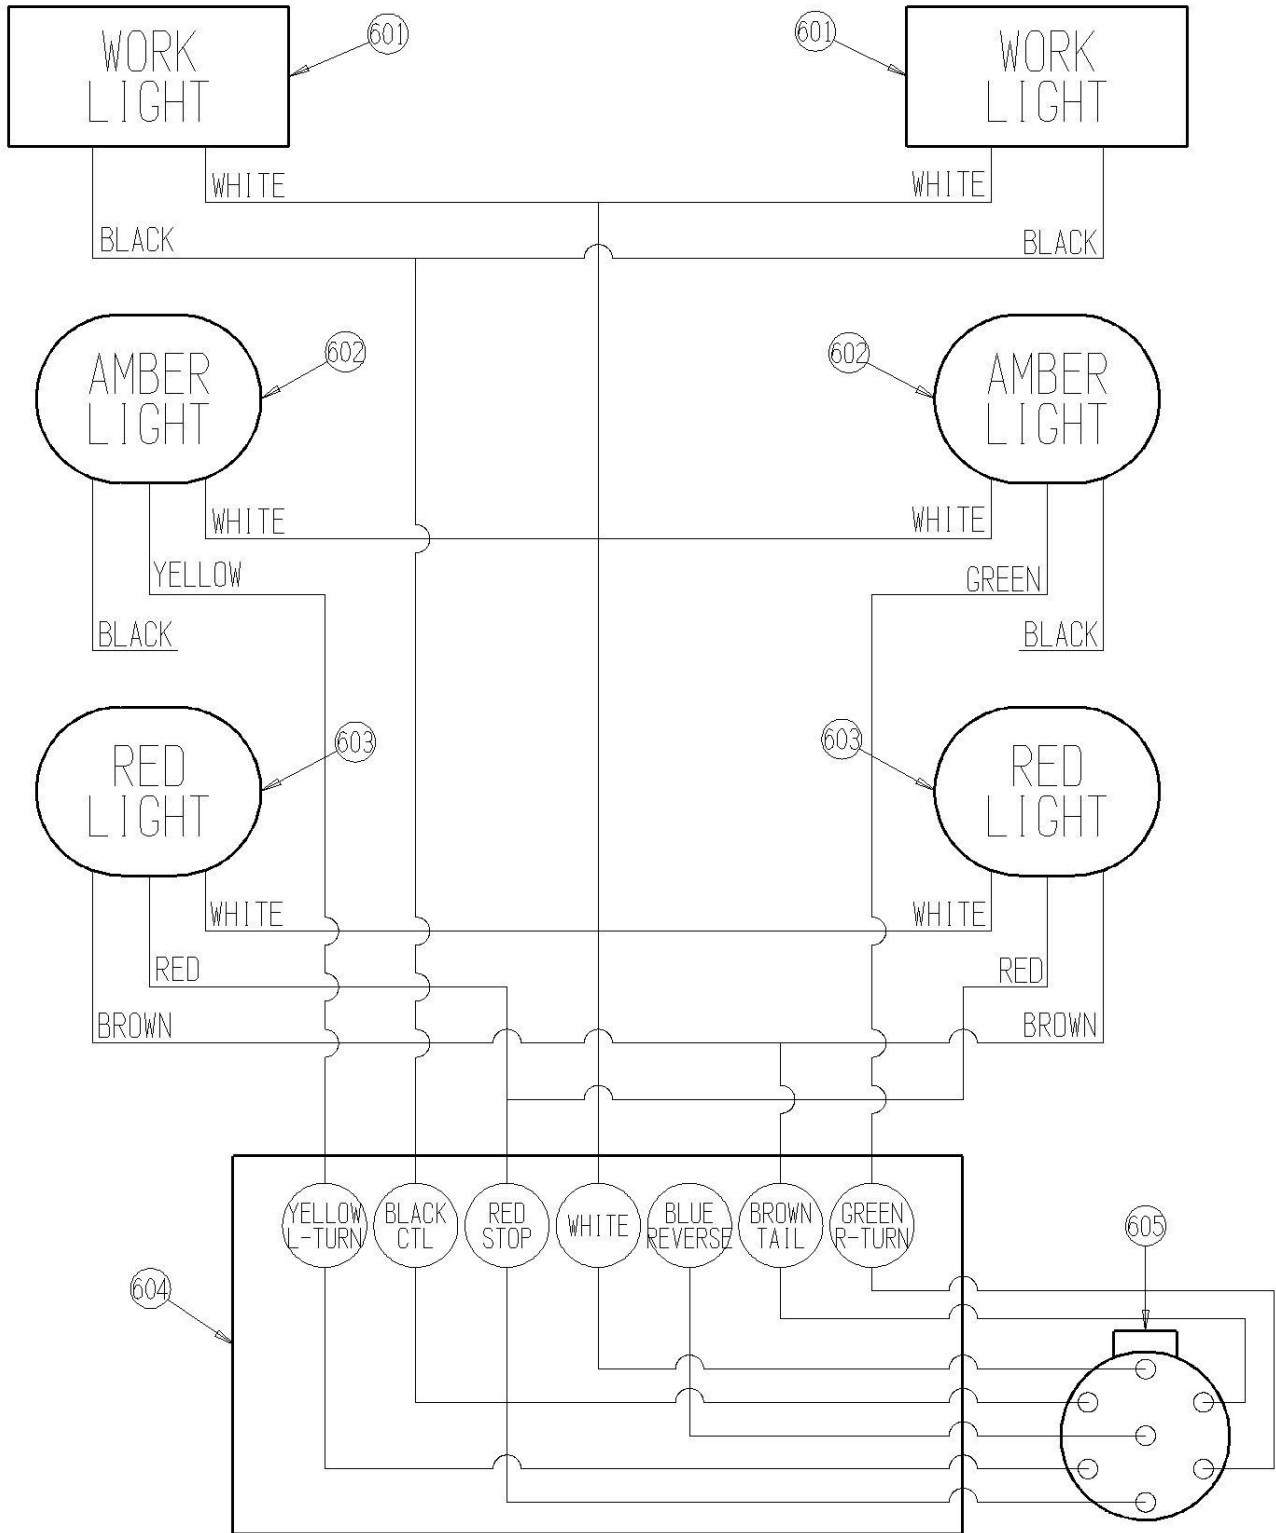 WORK
LIGHT
601
601
WORK
LIGHT
WHITE
WHITE
BLACK
BLACK
AMBER
LIGHT
602
602
AMBER
LIGHT
WHITE
WHITE
YELLOW
GREEN
BLACK
BLACK
RED
LIGHT
603
603
RED
LIGHT
WHITE
WHITE
RED
RED
BROWN
BROWN
YELLOW
L-TURN
BLACK
CTL
RED
STOP
WHITE
BLUE
REVERSE
BROWN
TAIL
GREEN
R-TURN
605
604